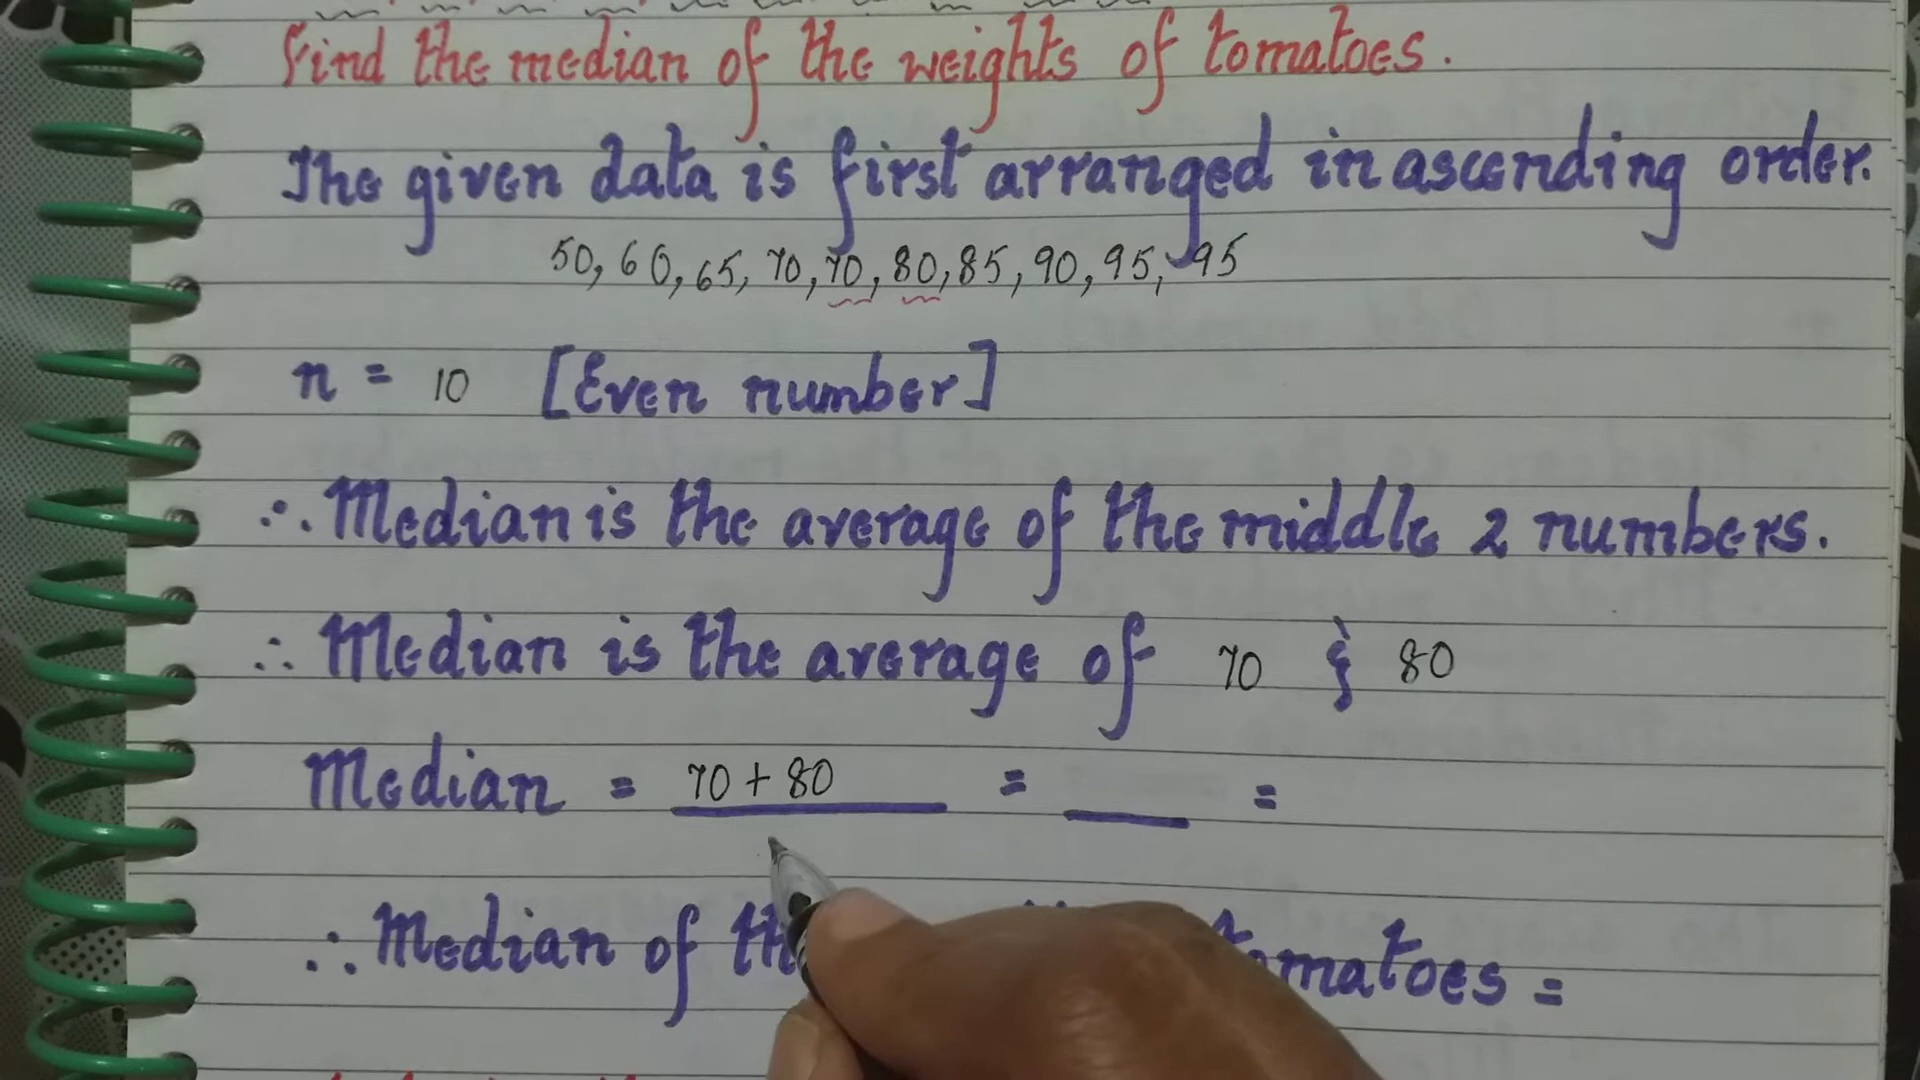 Find the median of the weights of tomatoes.
The given data is first arranged in ascending order.
50, 60, 65, 70, 70, 80, 85, 90, 95, 95
n = 10 [Even number]
∴ Median is the average of the middle 2 numbers.
∴ Median is the average of 70 & 80
Median = 70 + 80 = =
∴ Median of tomatoes =